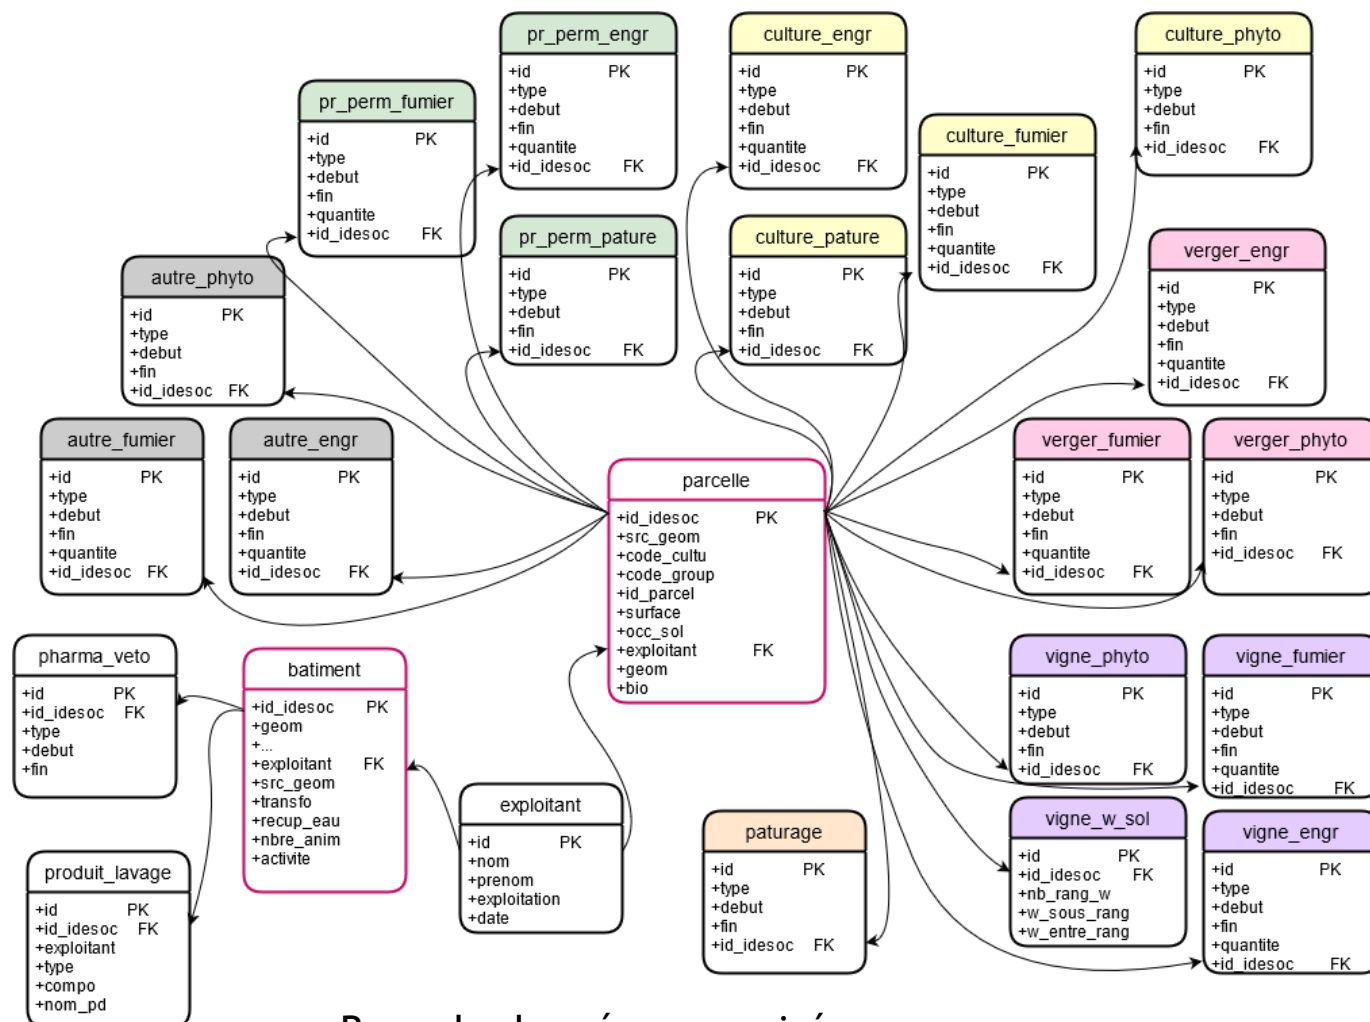 pr_perm_engr
+id PK
+type
+debut
+fin
+quantite
+id_idesoc FK
culture_engr
+id PK
+type
+debut
+fin
+quantite
+id_idesoc FK
culture_phyto
+id PK
+type
+debut
+fin
+id_idesoc FK
pr_perm_fumier
+id PK
+type
+debut
+fin
+quantite
+id_idesoc FK
culture_fumier
+id PK
+type
+debut
+fin
+quantite
+id_idesoc FK
pr_perm_pature
+id PK
+type
+debut
+fin
+id_idesoc FK
culture_pature
+id PK
+type
+debut
+fin
+id_idesoc FK
verger_engr
+id PK
+type
+debut
+fin
+quantite
+id_idesoc FK
autre_phyto
+id PK
+type
+debut
+fin
+id_idesoc FK
autre_fumier
+id PK
+type
+debut
+fin
+quantite
+id_idesoc FK
autre_engr
+id PK
+type
+debut
+fin
+quantite
+id_idesoc FK
parcelle
+id_idesoc PK
+src_geom
+code_cultu
+code_group
+id_parcel
+surface
+occ_sol
+exploitant FK
+geom
+bio
verger_fumier
+id PK
+type
+debut
+fin
+quantite
+id_idesoc FK
verger_phyto
+id PK
+type
+debut
+fin
+id_idesoc FK
pharma_veto
+id PK
+id_idesoc FK
+type
+debut
+fin
batiment
+id_idesoc PK
+geom
+...
+exploitant FK
+src_geom
+transfo
+recup_eau
+nbre_anim
+activite
vigne_phyto
+id PK
+type
+debut
+fin
+id_idesoc FK
vigne_fumier
+id PK
+type
+debut
+fin
+quantite
+id_idesoc FK
exploitant
+id PK
+nom
+prenom
+exploitation
+date
paturage
+id PK
+type
+debut
+fin
+id_idesoc FK
vigne_w_sol
+id PK
+id_idesoc FK
+nb_rang_w
+w_sous_rang
+w_entre_rang
vigne_engr
+id PK
+type
+debut
+fin
+quantite
+id_idesoc FK
produit_lavage
+id PK
+id_idesoc FK
+exploitant
+type
+compo
+nom_pd